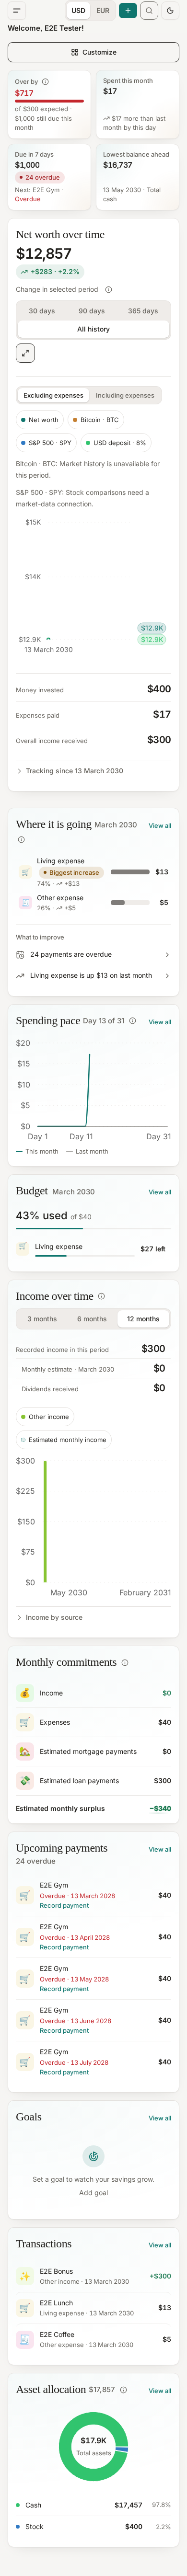 USD EUR
Welcome, E2E Tester!
Customize
Over by
$717
of $300 expected · $1,000 still due this month
Spent this month
$17
$17 more than last month by this day
Due in 7 days
$1,000
24 overdue
Next: E2E Gym · Overdue
Lowest balance ahead
$16,737
13 May 2030 · Total cash
Net worth over time
$12,857
+$283 · +2.2%
Change in selected period
30 days 90 days 365 days
All history
Excluding expenses Including expenses
Net worth Bitcoin · BTC
S&P 500 · SPY USD deposit · 8%
Bitcoin · BTC: Market history is unavailable for this period.
S&P 500 · SPY: Stock comparisons need a market-data connection.
$15K
$14K
$12.9K
$12.9K
$12.9K
13 March 2030
Money invested $400
Expenses paid $17
Overall income received $300
Tracking since 13 March 2030
Where it is going March 2030 View all
Living expense
Biggest increase $13
74% · +$13
Other expense $5
26% · +$5
What to improve
24 payments are overdue
Living expense is up $13 on last month
Spending pace Day 13 of 31 View all
$20
$15
$10
$5
$0
Day 1 Day 11 Day 31
This month Last month
Budget March 2030 View all
43% used of $40
Living expense $27 left
Income over time
3 months 6 months 12 months
Recorded income in this period $300
Monthly estimate · March 2030 $0
Dividends received $0
Other income
Estimated monthly income
$300
$225
$150
$75
$0
May 2030 February 2031
Income by source
Monthly commitments
Income $0
Expenses $40
Estimated mortgage payments $0
Estimated loan payments $300
Estimated monthly surplus −$340
Upcoming payments View all
24 overdue
E2E Gym
Overdue · 13 March 2028 $40
Record payment
E2E Gym
Overdue · 13 April 2028 $40
Record payment
E2E Gym
Overdue · 13 May 2028 $40
Record payment
E2E Gym
Overdue · 13 June 2028 $40
Record payment
E2E Gym
Overdue · 13 July 2028 $40
Record payment
Goals View all
Set a goal to watch your savings grow.
Add goal
Transactions View all
E2E Bonus
Other income · 13 March 2030 +$300
E2E Lunch
Living expense · 13 March 2030 $13
E2E Coffee
Other expense · 13 March 2030 $5
Asset allocation $17,857 View all
$17.9K
Total assets
Cash $17,457 97.8%
Stock $400 2.2%